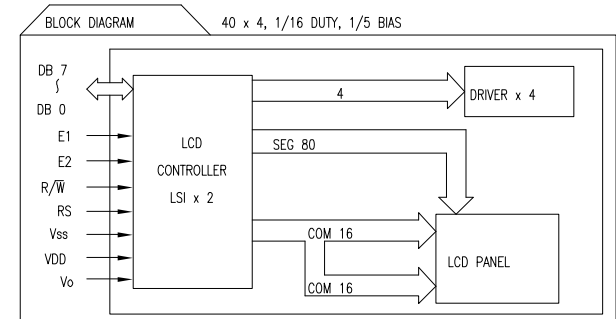 BLOCK DIAGRAM
40 x 4, 1/16 DUTY, 1/5 BIAS
DB 7
∫
DB 0
E1
E2
R/W̅
RS
Vss
VDD
Vo
LCD
CONTROLLER
LSI x 2
4
DRIVER x 4
SEG 80
COM 16
COM 16
LCD PANEL